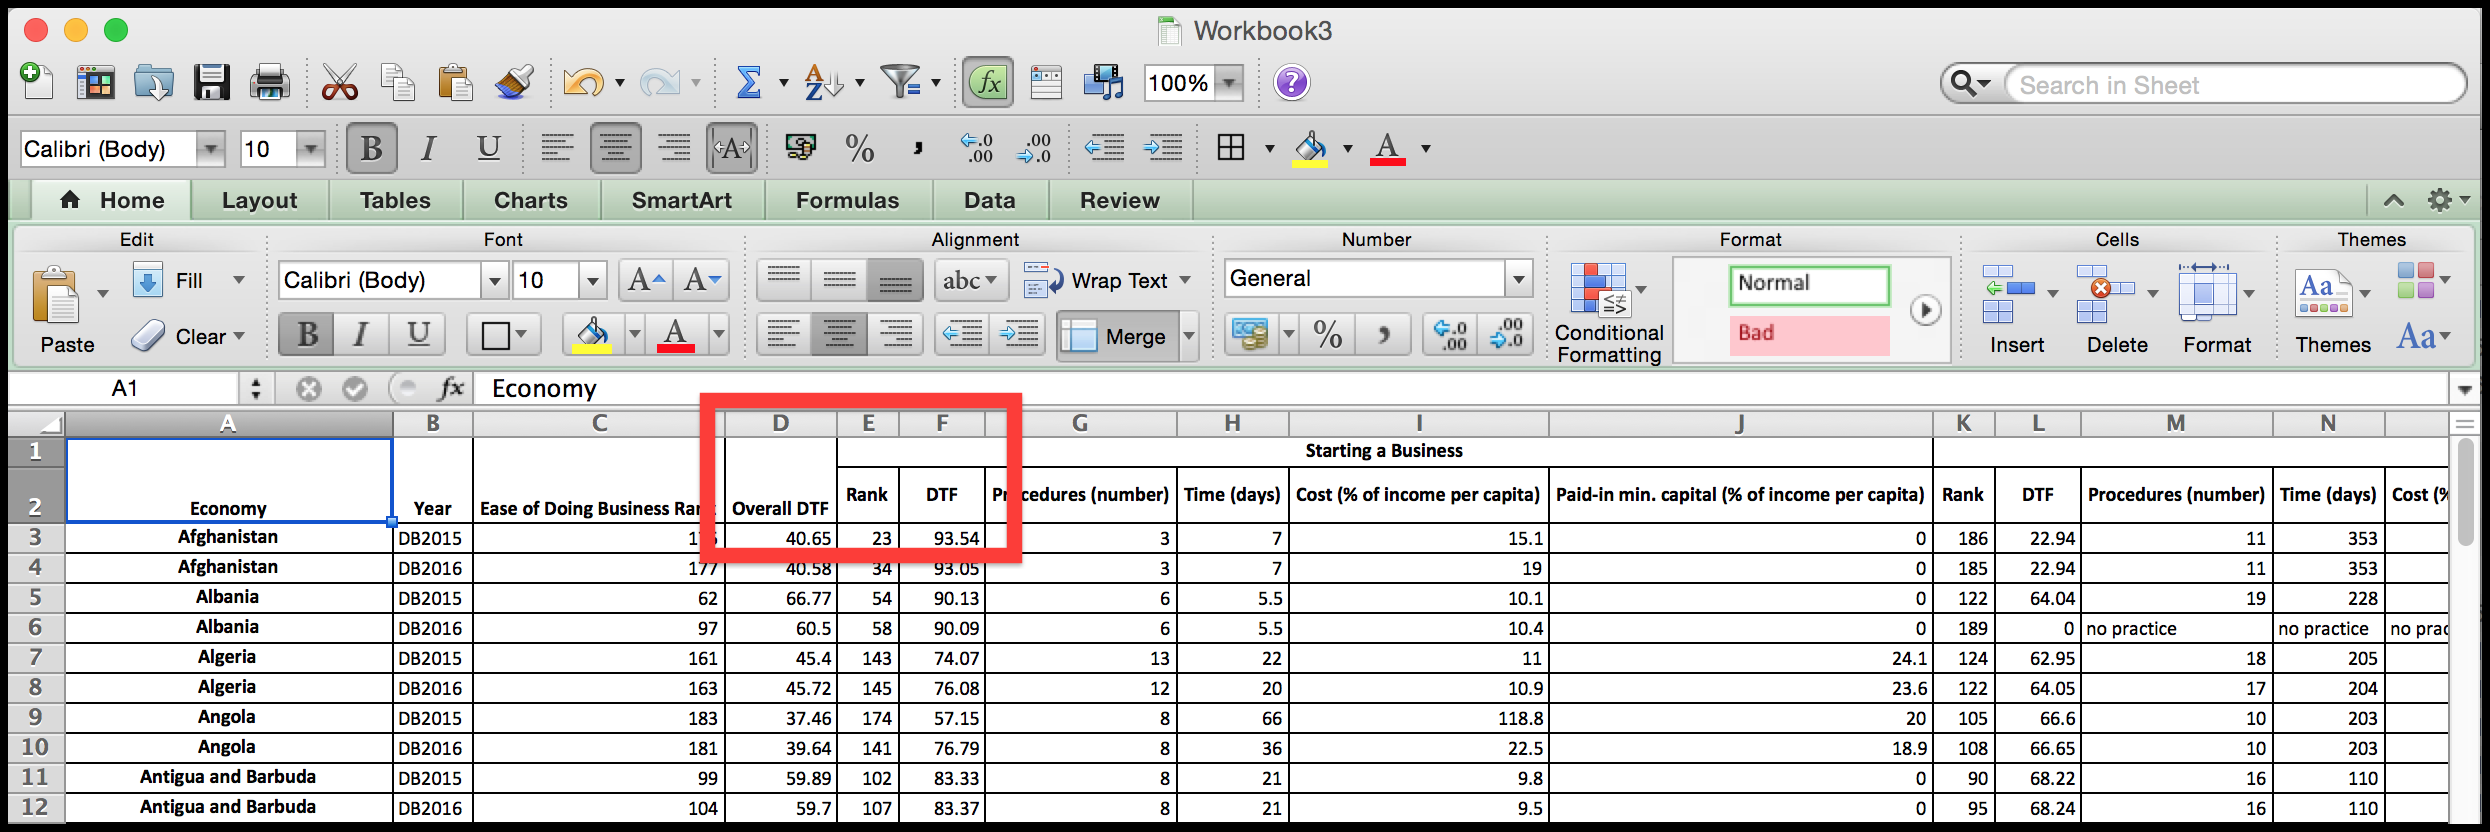 Workbook3
100% Search in Sheet
Calibri (Body) 10 B I U A % , .0 .00 .00 .0 A
Home Layout Tables Charts SmartArt Formulas Data Review
Edit Font Alignment Number Format Cells Themes
Paste Fill Clear
Calibri (Body) 10 A A abc Wrap Text General Normal
B I U A Merge % , .0 .00 .00 .0 Conditional Formatting Bad Insert Delete Format Themes Aa
A1 fx Economy
A B C D E F G H I J K L M N
1 Starting a Business
2 Economy Year Ease of Doing Business Overall DTF Rank DTF (number) Time (days) Cost (% of income per capita) Paid-in min. capital (% of income per capita) Rank DTF Procedures (number) Time (days) Cost (%
3 Afghanistan DB2015 40.65 23 93.54 3 7 15.1 0 186 22.94 11 353
4 Afghanistan DB2016 177 40.58 34 93.05 3 7 19 0 185 22.94 11 353
5 Albania DB2015 62 66.77 54 90.13 6 5.5 10.1 0 122 64.04 19 228
6 Albania DB2016 97 60.5 58 90.09 6 5.5 10.4 0 189 0 no practice no practice no prac
7 Algeria DB2015 161 45.4 143 74.07 13 22 11 24.1 124 62.95 18 205
8 Algeria DB2016 163 45.72 145 76.08 12 20 10.9 23.6 122 64.05 17 204
9 Angola DB2015 183 37.46 174 57.15 8 66 118.8 20 105 66.6 10 203
10 Angola DB2016 181 39.64 141 76.79 8 36 22.5 18.9 108 66.65 10 203
11 Antigua and Barbuda DB2015 99 59.89 102 83.33 8 21 9.8 0 90 68.22 16 110
12 Antigua and Barbuda DB2016 104 59.7 107 83.37 8 21 9.5 0 95 68.24 16 110